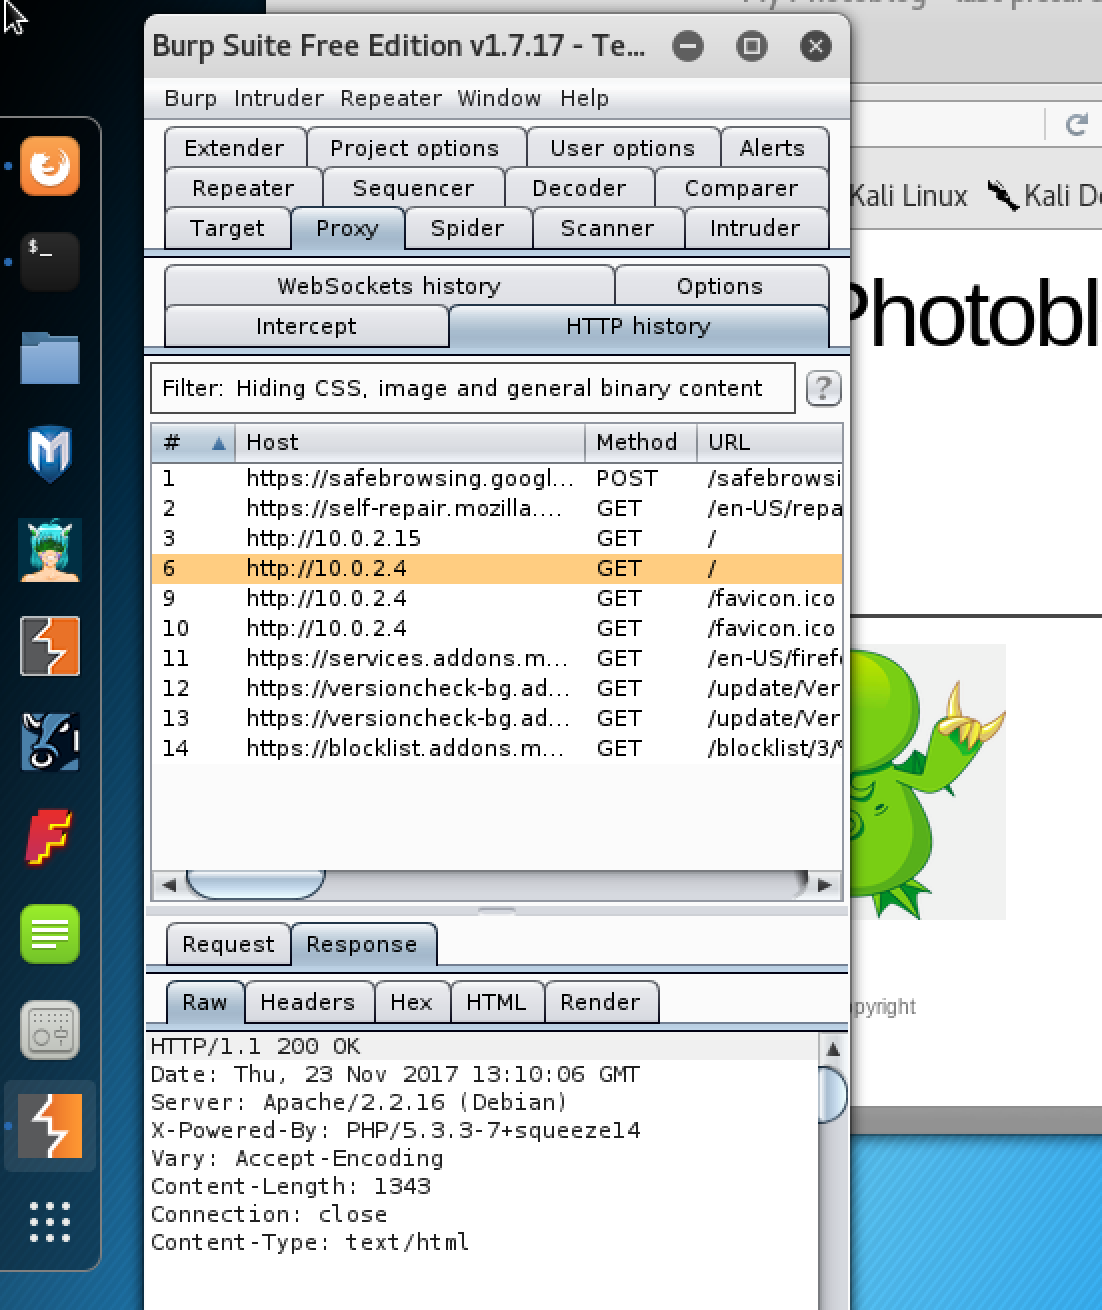 My Photoblog - last picture
Burp Suite Free Edition v1.7.17 - Te...
Burp Intruder Repeater Window Help
Extender Project options User options Alerts
Repeater Sequencer Decoder Comparer
Target Proxy Spider Scanner Intruder
WebSockets history Options
Intercept HTTP history
Filter: Hiding CSS, image and general binary content ?
# Host Method URL
1 https://safebrowsing.googl... POST /safebrowsi
2 https://self-repair.mozilla.... GET /en-US/repa
3 http://10.0.2.15 GET /
6 http://10.0.2.4 GET /
9 http://10.0.2.4 GET /favicon.ico
10 http://10.0.2.4 GET /favicon.ico
11 https://services.addons.m... GET /en-US/firef
12 https://versioncheck-bg.ad... GET /update/Ver
13 https://versioncheck-bg.ad... GET /update/Ver
14 https://blocklist.addons.m... GET /blocklist/3/
Request Response
Raw Headers Hex HTML Render
HTTP/1.1 200 OK
Date: Thu, 23 Nov 2017 13:10:06 GMT
Server: Apache/2.2.16 (Debian)
X-Powered-By: PHP/5.3.3-7+squeeze14
Vary: Accept-Encoding
Content-Length: 1343
Connection: close
Content-Type: text/html
Kali Linux Kali D
Photobl
opyright
$_